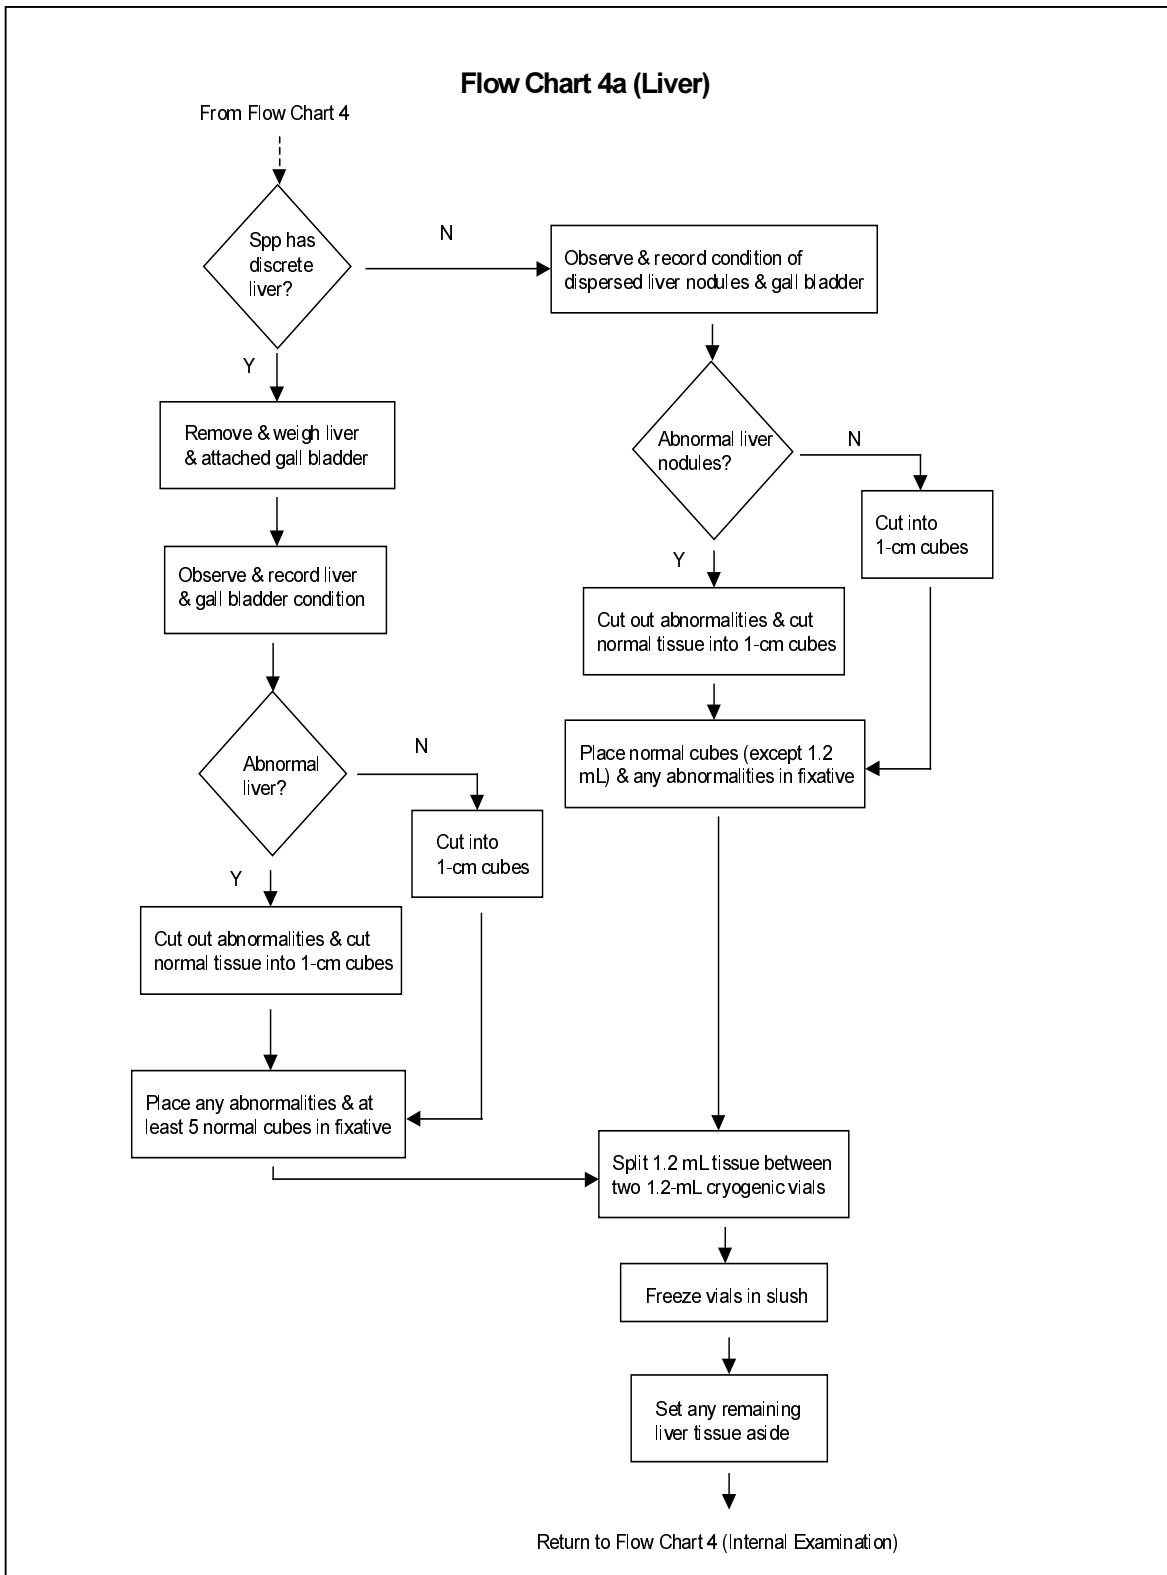 Flow Chart 4a (Liver)
From Flow Chart 4
Spp has
discrete
liver?
N
Observe & record condition of
dispersed liver nodules & gall bladder
Y
Remove & weigh liver
& attached gall bladder
Abnormal liver
nodules?
N
Cut into
1-cm cubes
Y
Observe & record liver
& gall bladder condition
Cut out abnormalities & cut
normal tissue into 1-cm cubes
Abnormal
liver?
N
Place normal cubes (except 1.2
mL) & any abnormalities in fixative
Cut into
1-cm cubes
Y
Cut out abnormalities & cut
normal tissue into 1-cm cubes
Place any abnormalities & at
least 5 normal cubes in fixative
Split 1.2 mL tissue between
two 1.2-mL cryogenic vials
Freeze vials in slush
Set any remaining
liver tissue aside
Return to Flow Chart 4 (Internal Examination)